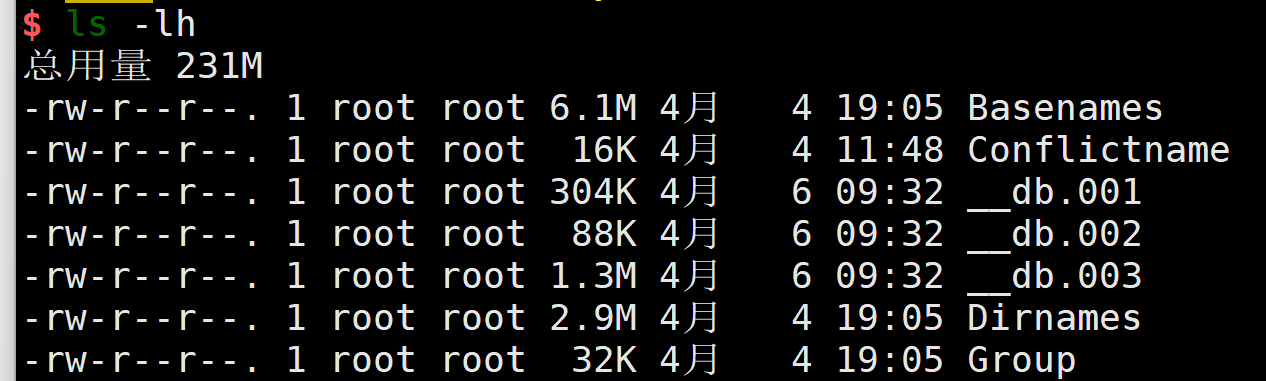 $ ls -lh
总用量 231M
-rw-r--r--. 1 root root 6.1M 4月   4 19:05 Basenames
-rw-r--r--. 1 root root  16K 4月   4 11:48 Conflictname
-rw-r--r--. 1 root root 304K 4月   6 09:32 __db.001
-rw-r--r--. 1 root root  88K 4月   6 09:32 __db.002
-rw-r--r--. 1 root root 1.3M 4月   6 09:32 __db.003
-rw-r--r--. 1 root root 2.9M 4月   4 19:05 Dirnames
-rw-r--r--. 1 root root  32K 4月   4 19:05 Group